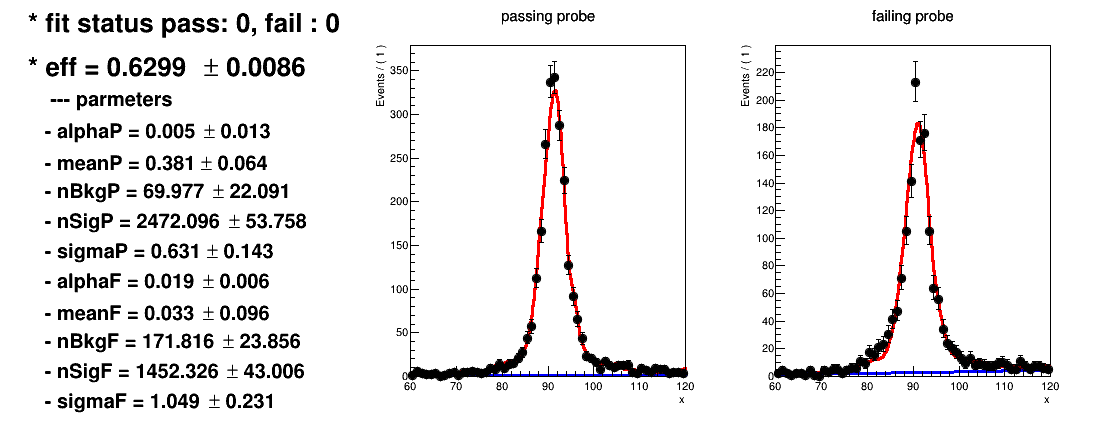 * fit status pass: 0, fail : 0
* eff = 0.6299 ± 0.0086
--- parmeters
- alphaP = 0.005 ± 0.013
- meanP = 0.381 ± 0.064
- nBkgP = 69.977 ± 22.091
- nSigP = 2472.096 ± 53.758
- sigmaP = 0.631 ± 0.143
- alphaF = 0.019 ± 0.006
- meanF = 0.033 ± 0.096
- nBkgF = 171.816 ± 23.856
- nSigF = 1452.326 ± 43.006
- sigmaF = 1.049 ± 0.231
passing probe
Events / ( 1 )
350
300
250
200
150
100
50
0
60 70 80 90 100 110 120
x
failing probe
Events / ( 1 )
220
200
180
160
140
120
100
80
60
40
20
0
60 70 80 90 100 110 120
x